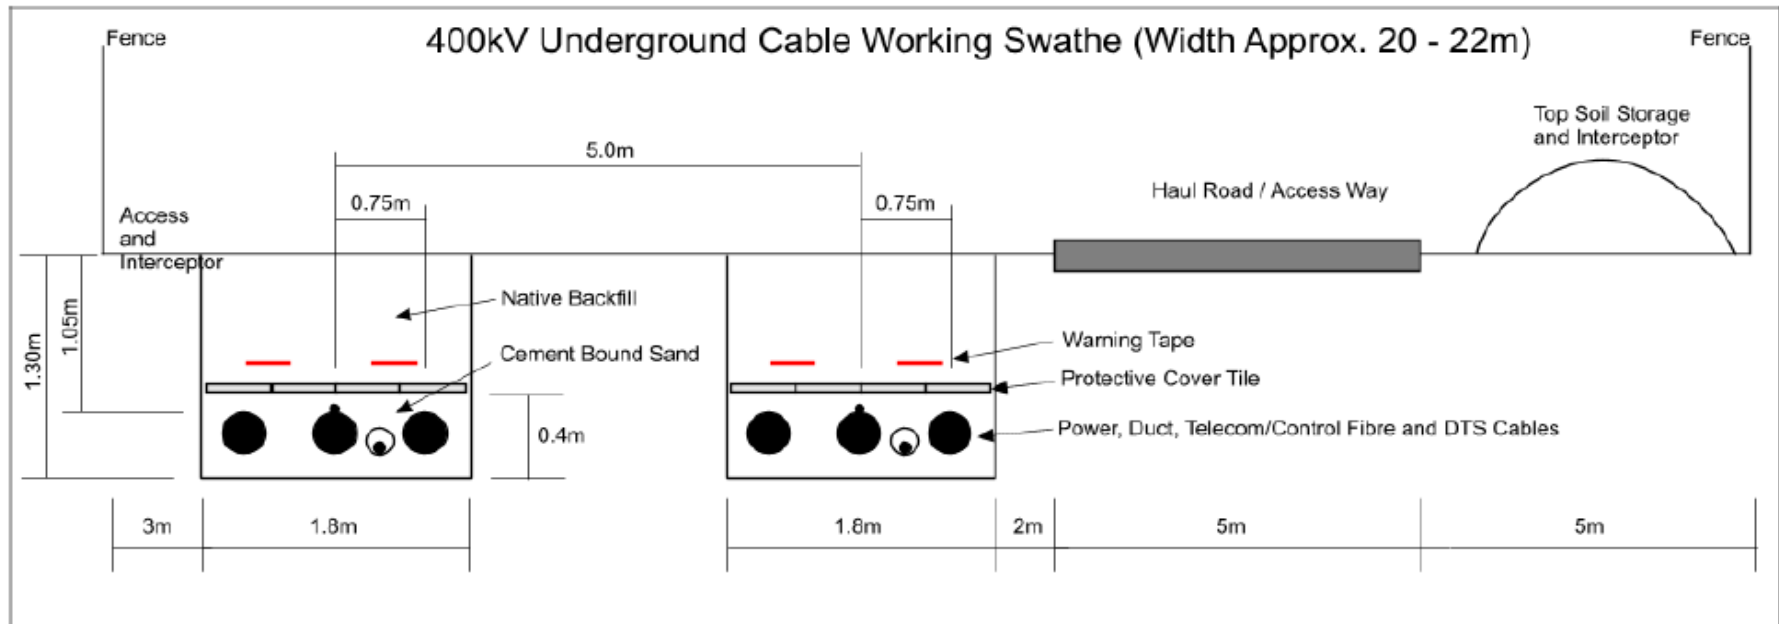 Fence
400kV Underground Cable Working Swathe (Width Approx. 20 - 22m)
Fence
Top Soil Storage
and Interceptor
5.0m
Haul Road / Access Way
0.75m
0.75m
Access
and
Interceptor
Native Backfill
1.30m
1.05m
Warning Tape
Cement Bound Sand
Protective Cover Tile
0.4m
Power, Duct, Telecom/Control Fibre and DTS Cables
3m
1.8m
1.8m
2m
5m
5m